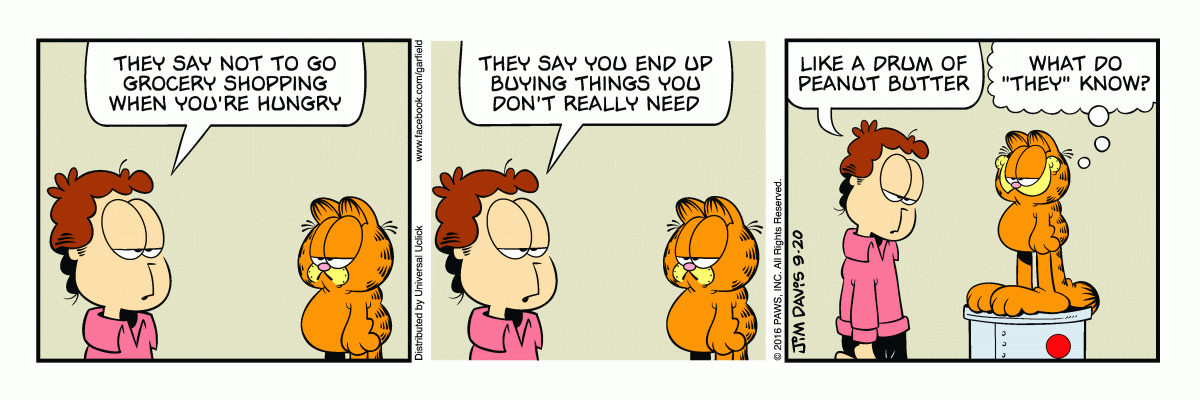 THEY SAY NOT TO GO
GROCERY SHOPPING
WHEN YOU'RE HUNGRY
www.facebook.com/garfield
Distributed by Universal Uclick
THEY SAY YOU END UP
BUYING THINGS YOU
DON'T REALLY NEED
© 2016 PAWS, INC. All Rights Reserved.
LIKE A DRUM OF
PEANUT BUTTER
WHAT DO
"THEY" KNOW?
JIM DAVIS 9-20